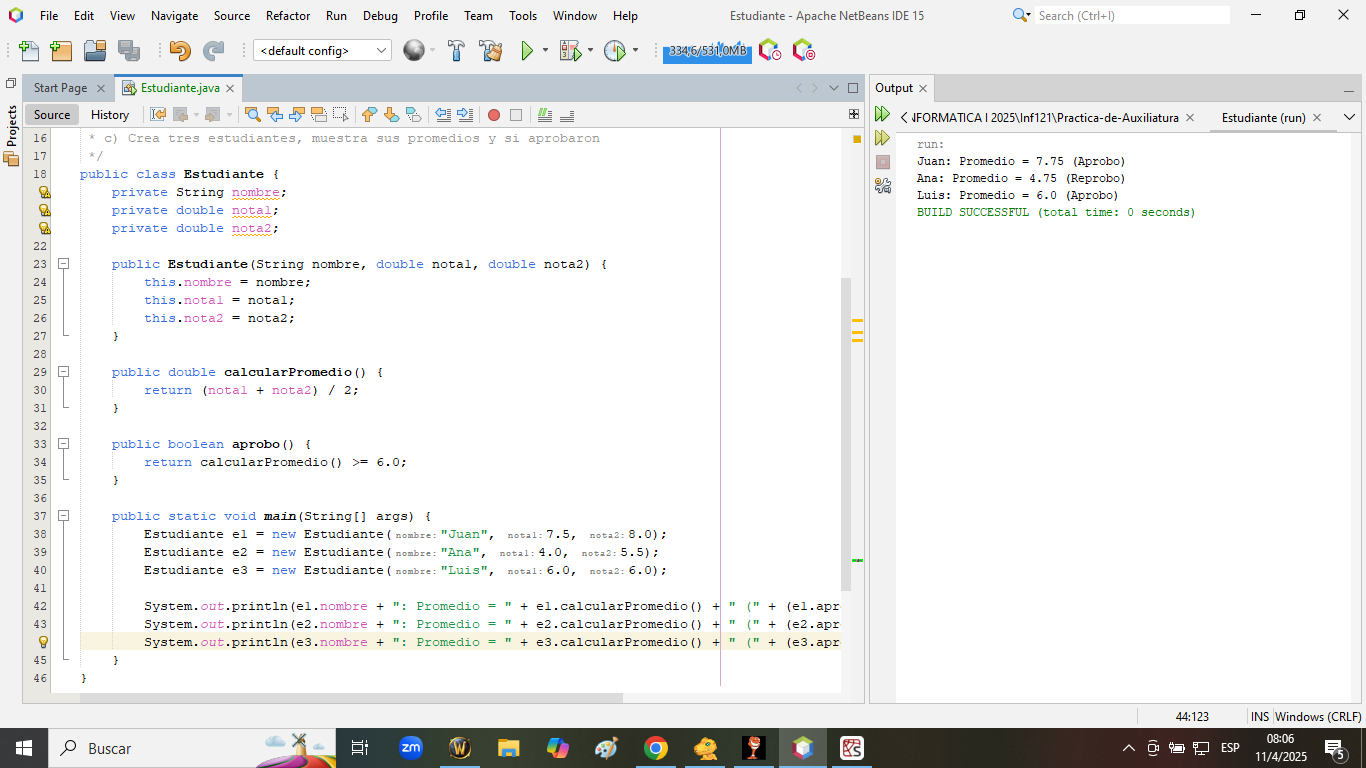 File Edit View Navigate Source Refactor Run Debug Profile Team Tools Window Help
Estudiante - Apache NetBeans IDE 15
Search (Ctrl+I)
<default config>
334,6/531,0MB
Projects
Start Page
Estudiante.java
Source History
16 * c) Crea tres estudiantes, muestra sus promedios y si aprobaron
17 */
18 public class Estudiante {
private String nombre;
private double nota1;
private double nota2;
22
23 public Estudiante(String nombre, double nota1, double nota2) {
24 this.nombre = nombre;
25 this.nota1 = nota1;
26 this.nota2 = nota2;
27 }
28
29 public double calcularPromedio() {
30 return (nota1 + nota2) / 2;
31 }
32
33 public boolean aprobo() {
34 return calcularPromedio() >= 6.0;
35 }
36
37 public static void main(String[] args) {
38 Estudiante e1 = new Estudiante(nombre: "Juan", nota1: 7.5, nota2: 8.0);
39 Estudiante e2 = new Estudiante(nombre: "Ana", nota1: 4.0, nota2: 5.5);
40 Estudiante e3 = new Estudiante(nombre: "Luis", nota1: 6.0, nota2: 6.0);
41
42 System.out.println(e1.nombre + ": Promedio = " + e1.calcularPromedio() + " (" + (e1.apr
43 System.out.println(e2.nombre + ": Promedio = " + e2.calcularPromedio() + " (" + (e2.apr
System.out.println(e3.nombre + ": Promedio = " + e3.calcularPromedio() + " (" + (e3.apr
45 }
46 }
Output
NFORMATICA I 2025\Inf121\Practica-de-Auxiliatura
Estudiante (run)
run:
Juan: Promedio = 7.75 (Aprobo)
Ana: Promedio = 4.75 (Reprobo)
Luis: Promedio = 6.0 (Aprobo)
BUILD SUCCESSFUL (total time: 0 seconds)
44:123
INS
Windows (CRLF)
Buscar
zm
ESP
08:06
11/4/2025
5